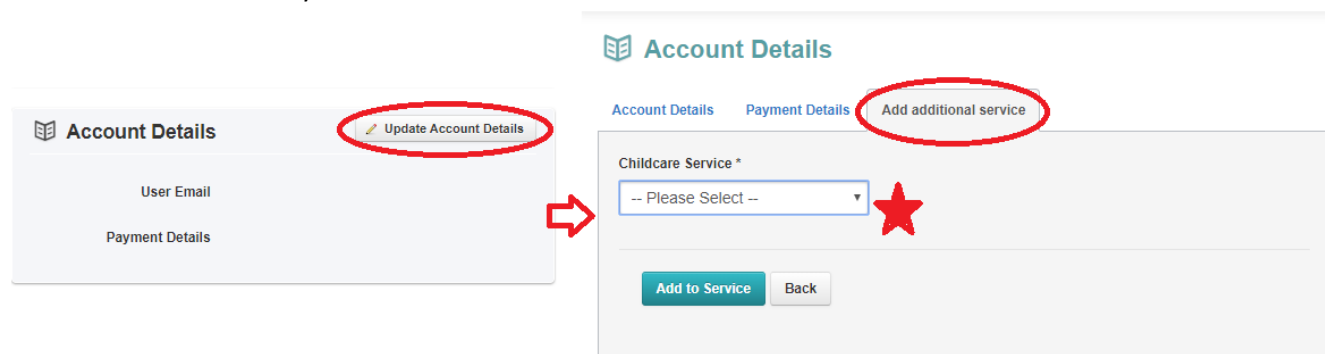 Account Details
Update Account Details
User Email
Payment Details
Account Details
Account Details Payment Details Add additional service
Childcare Service *
-- Please Select --
Add to Service Back